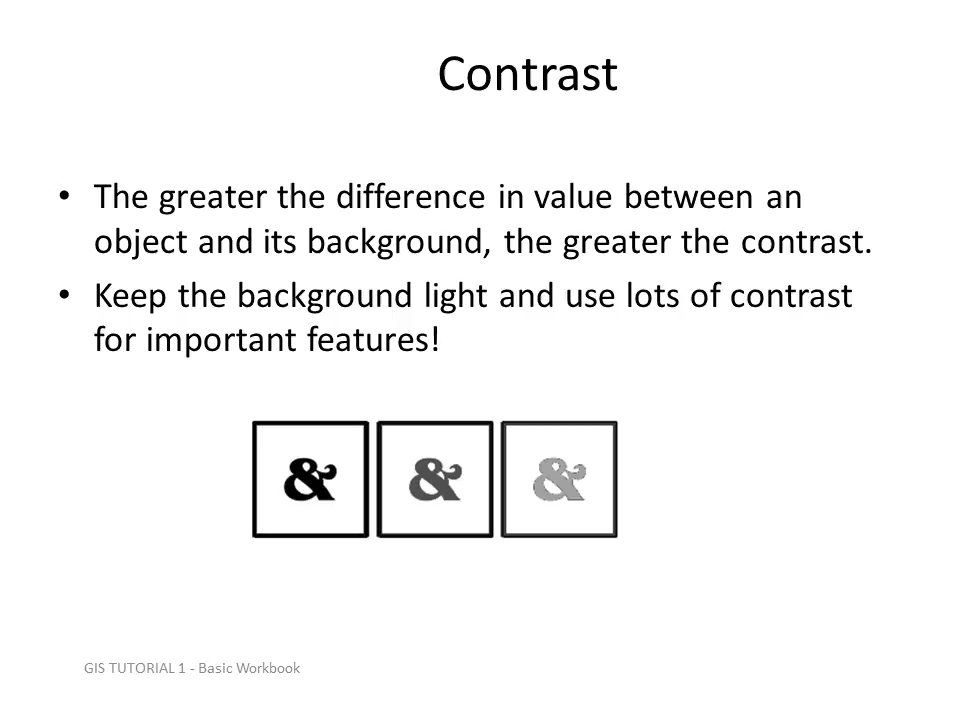 Contrast
• The greater the difference in value between an
object and its background, the greater the contrast.
• Keep the background light and use lots of contrast
for important features!
& & &
GIS TUTORIAL 1 - Basic Workbook